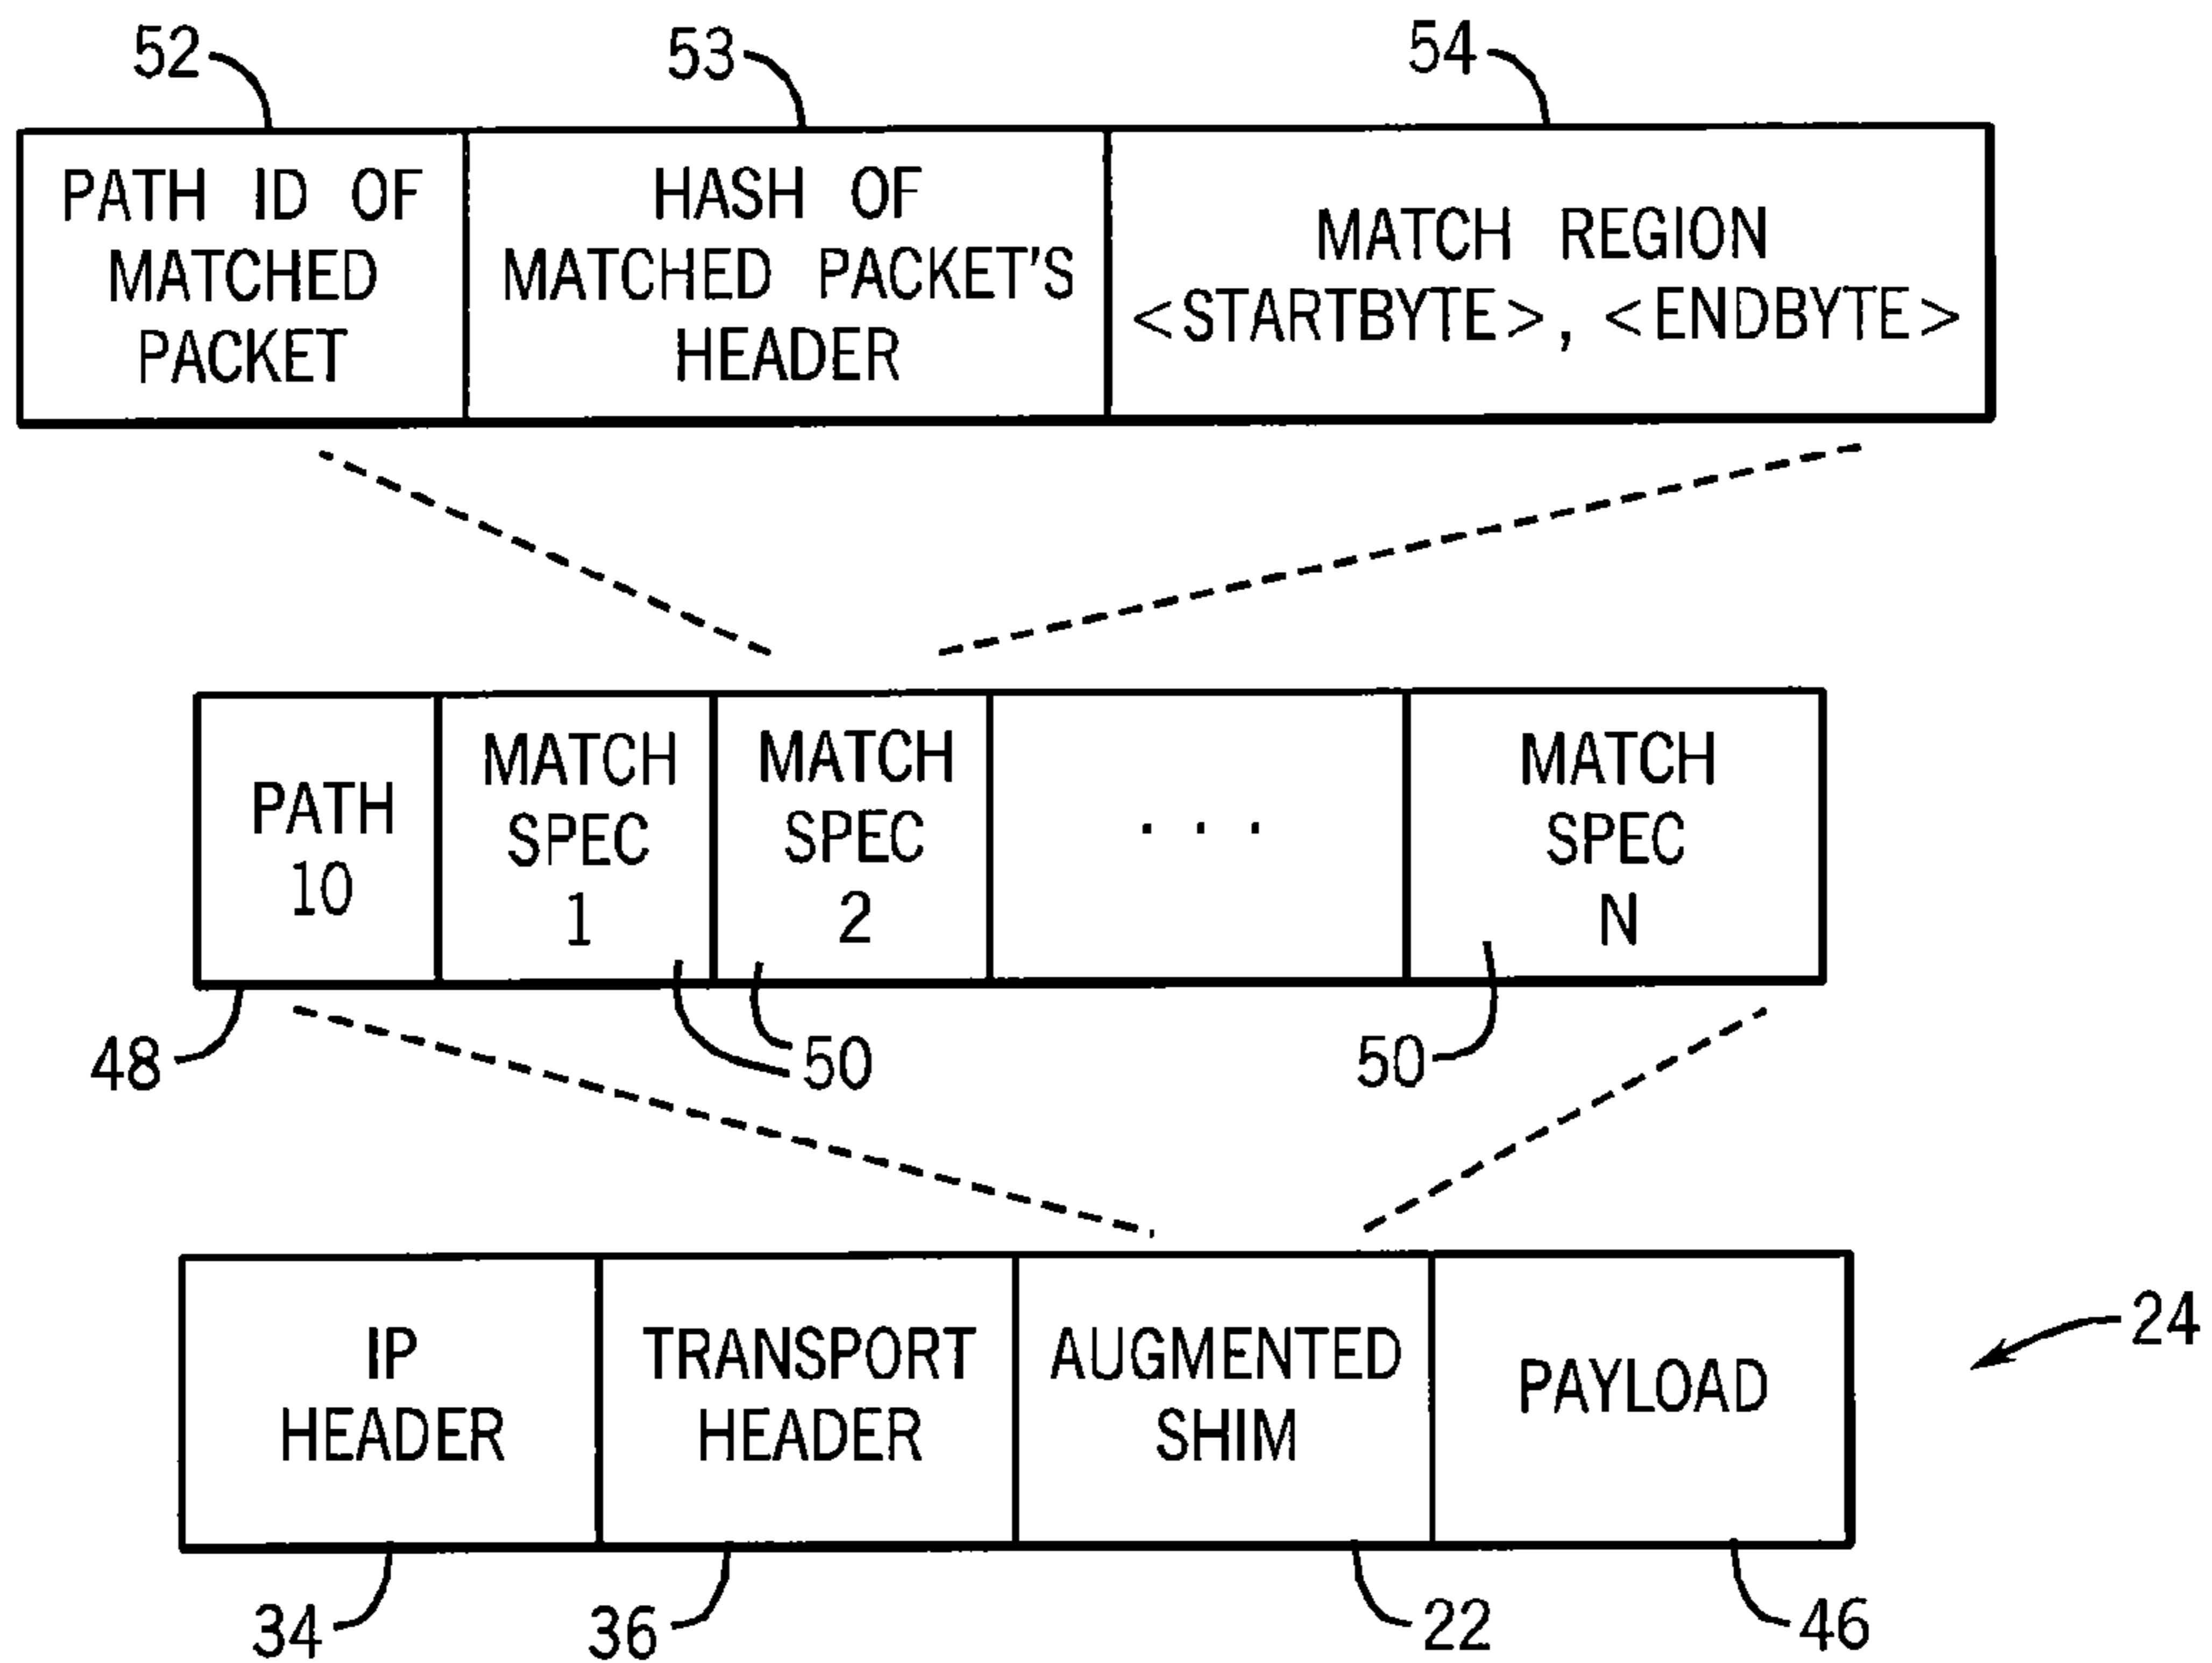 52
53
54
PATH ID OF
MATCHED
PACKET
HASH OF
MATCHED PACKET'S
HEADER
MATCH REGION
<STARTBYTE>, <ENDBYTE>
PATH
10
MATCH
SPEC
1
MATCH
SPEC
2
. . .
MATCH
SPEC
N
48
50
50
IP
HEADER
TRANSPORT
HEADER
AUGMENTED
SHIM
PAYLOAD
24
34
36
22
46